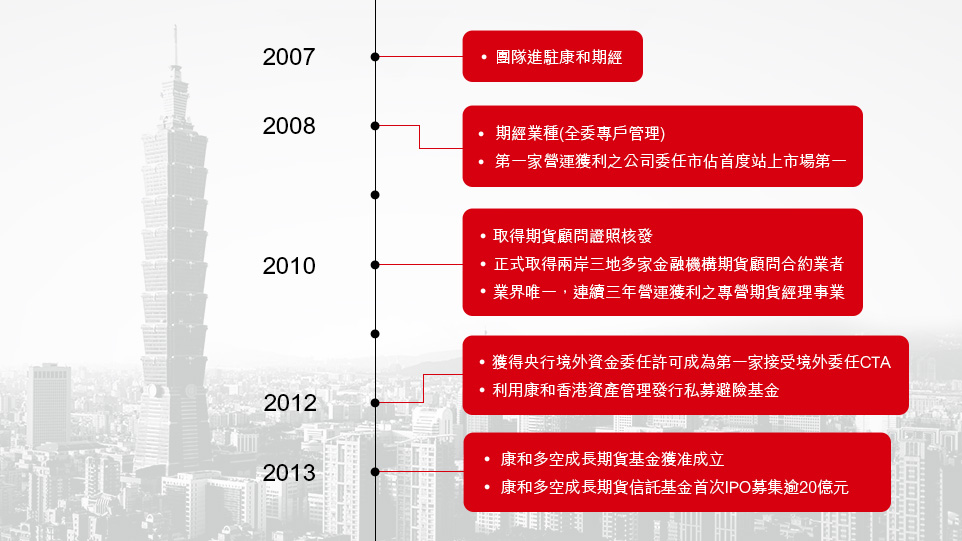 2007
• 團隊進駐康和期經
2008
• 期經業種(全委專戶管理)
• 第一家營運獲利之公司委任市佔首度站上市場第一
2010
• 取得期貨顧問證照核發
• 正式取得兩岸三地多家金融機構期貨顧問合約業者
• 業界唯一，連續三年營運獲利之專營期貨經理事業
2012
• 獲得央行境外資金委任許可成為第一家接受境外委任CTA
• 利用康和香港資產管理發行私募避險基金
2013
• 康和多空成長期貨基金獲准成立
• 康和多空成長期貨信託基金首次IPO募集逾20億元